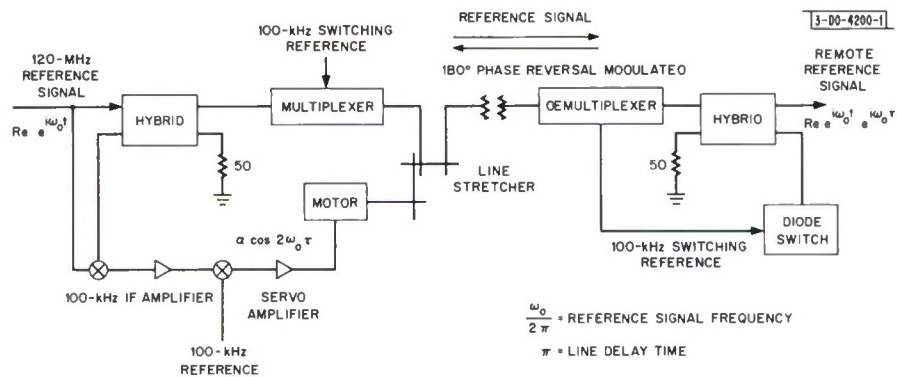 REFERENCE SIGNAL
3-DO-4200-1
100-kHz SWITCHING
REFERENCE
120-MHz
REFERENCE
SIGNAL
180° PHASE REVERSAL MOOULATEO
REMOTE
REFERENCE
SIGNAL
HYBRID
MULTIPLEXER
OEMULTIPLEXER
HYBRIO
Re e^{iω₀t}
Re e^{iω₀t} e^{iω₀τ}
50
LINE
STRETCHER
50
MOTOR
DIODE
SWITCH
α cos 2ω₀τ
100-kHz SWITCHING
REFERENCE
100-kHz IF AMPLIFIER
SERVO
AMPLIFIER
ω₀/2π = REFERENCE SIGNAL FREQUENCY
π = LINE DELAY TIME
100-kHz
REFERENCE